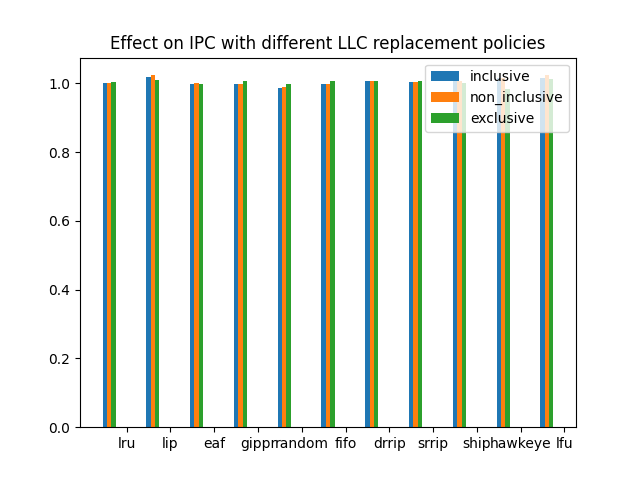 Effect on IPC with different LLC replacement policies
inclusive
non_inclusive
exclusive
1.0
0.8
0.6
0.4
0.2
0.0
lru lip eaf gippr random fifo drrip srrip ship hawkeye lfu